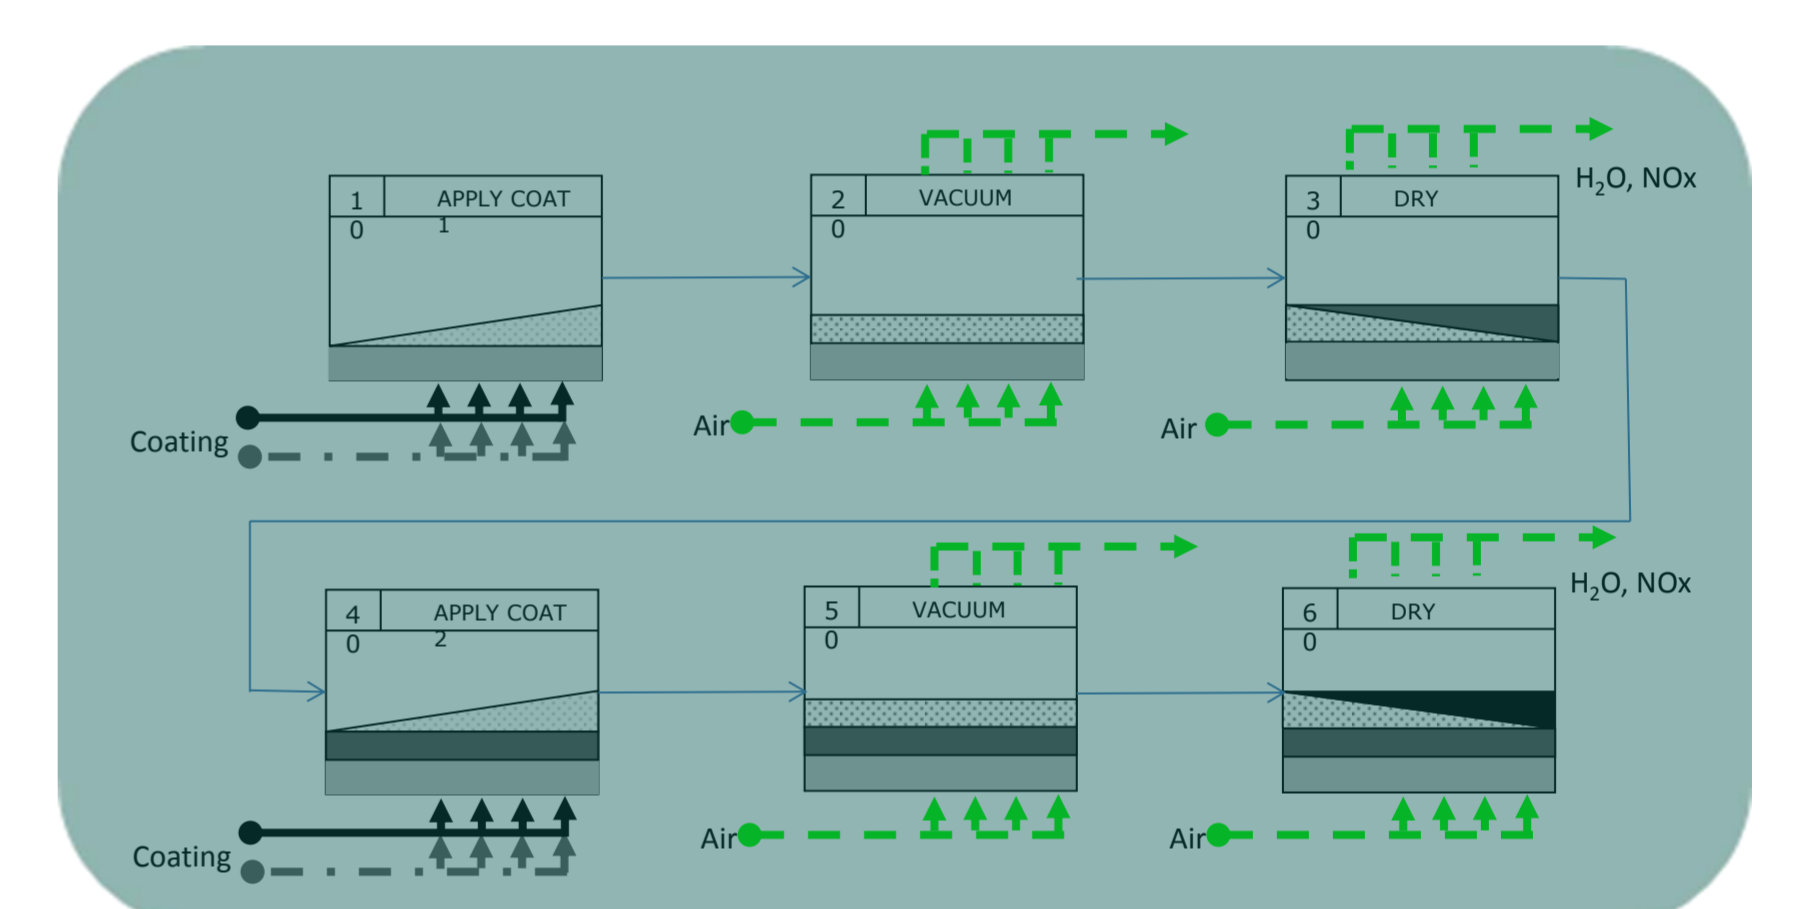 H₂O, NOx
1 APPLY COAT
0 1
2 VACUUM
0
3 DRY
0
Coating
Air
Air
H₂O, NOx
4 APPLY COAT
0 2
5 VACUUM
0
6 DRY
0
Coating
Air
Air